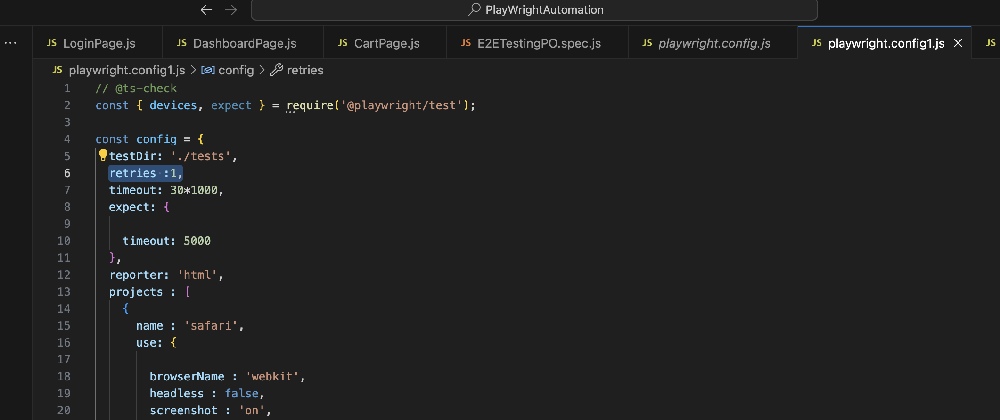 PlayWrightAutomation
... JS LoginPage.js JS DashboardPage.js JS CartPage.js JS E2ETestingPO.spec.js JS playwright.config.js JS playwright.config1.js JS
JS playwright.config1.js > config > retries
1 // @ts-check
2 const { devices, expect } = require('@playwright/test');
3
4 const config = {
5 testDir: './tests',
6 retries :1,
7 timeout: 30*1000,
8 expect: {
9
10 timeout: 5000
11 },
12 reporter: 'html',
13 projects : [
14 {
15 name : 'safari',
16 use: {
17
18 browserName : 'webkit',
19 headless : false,
20 screenshot : 'on',